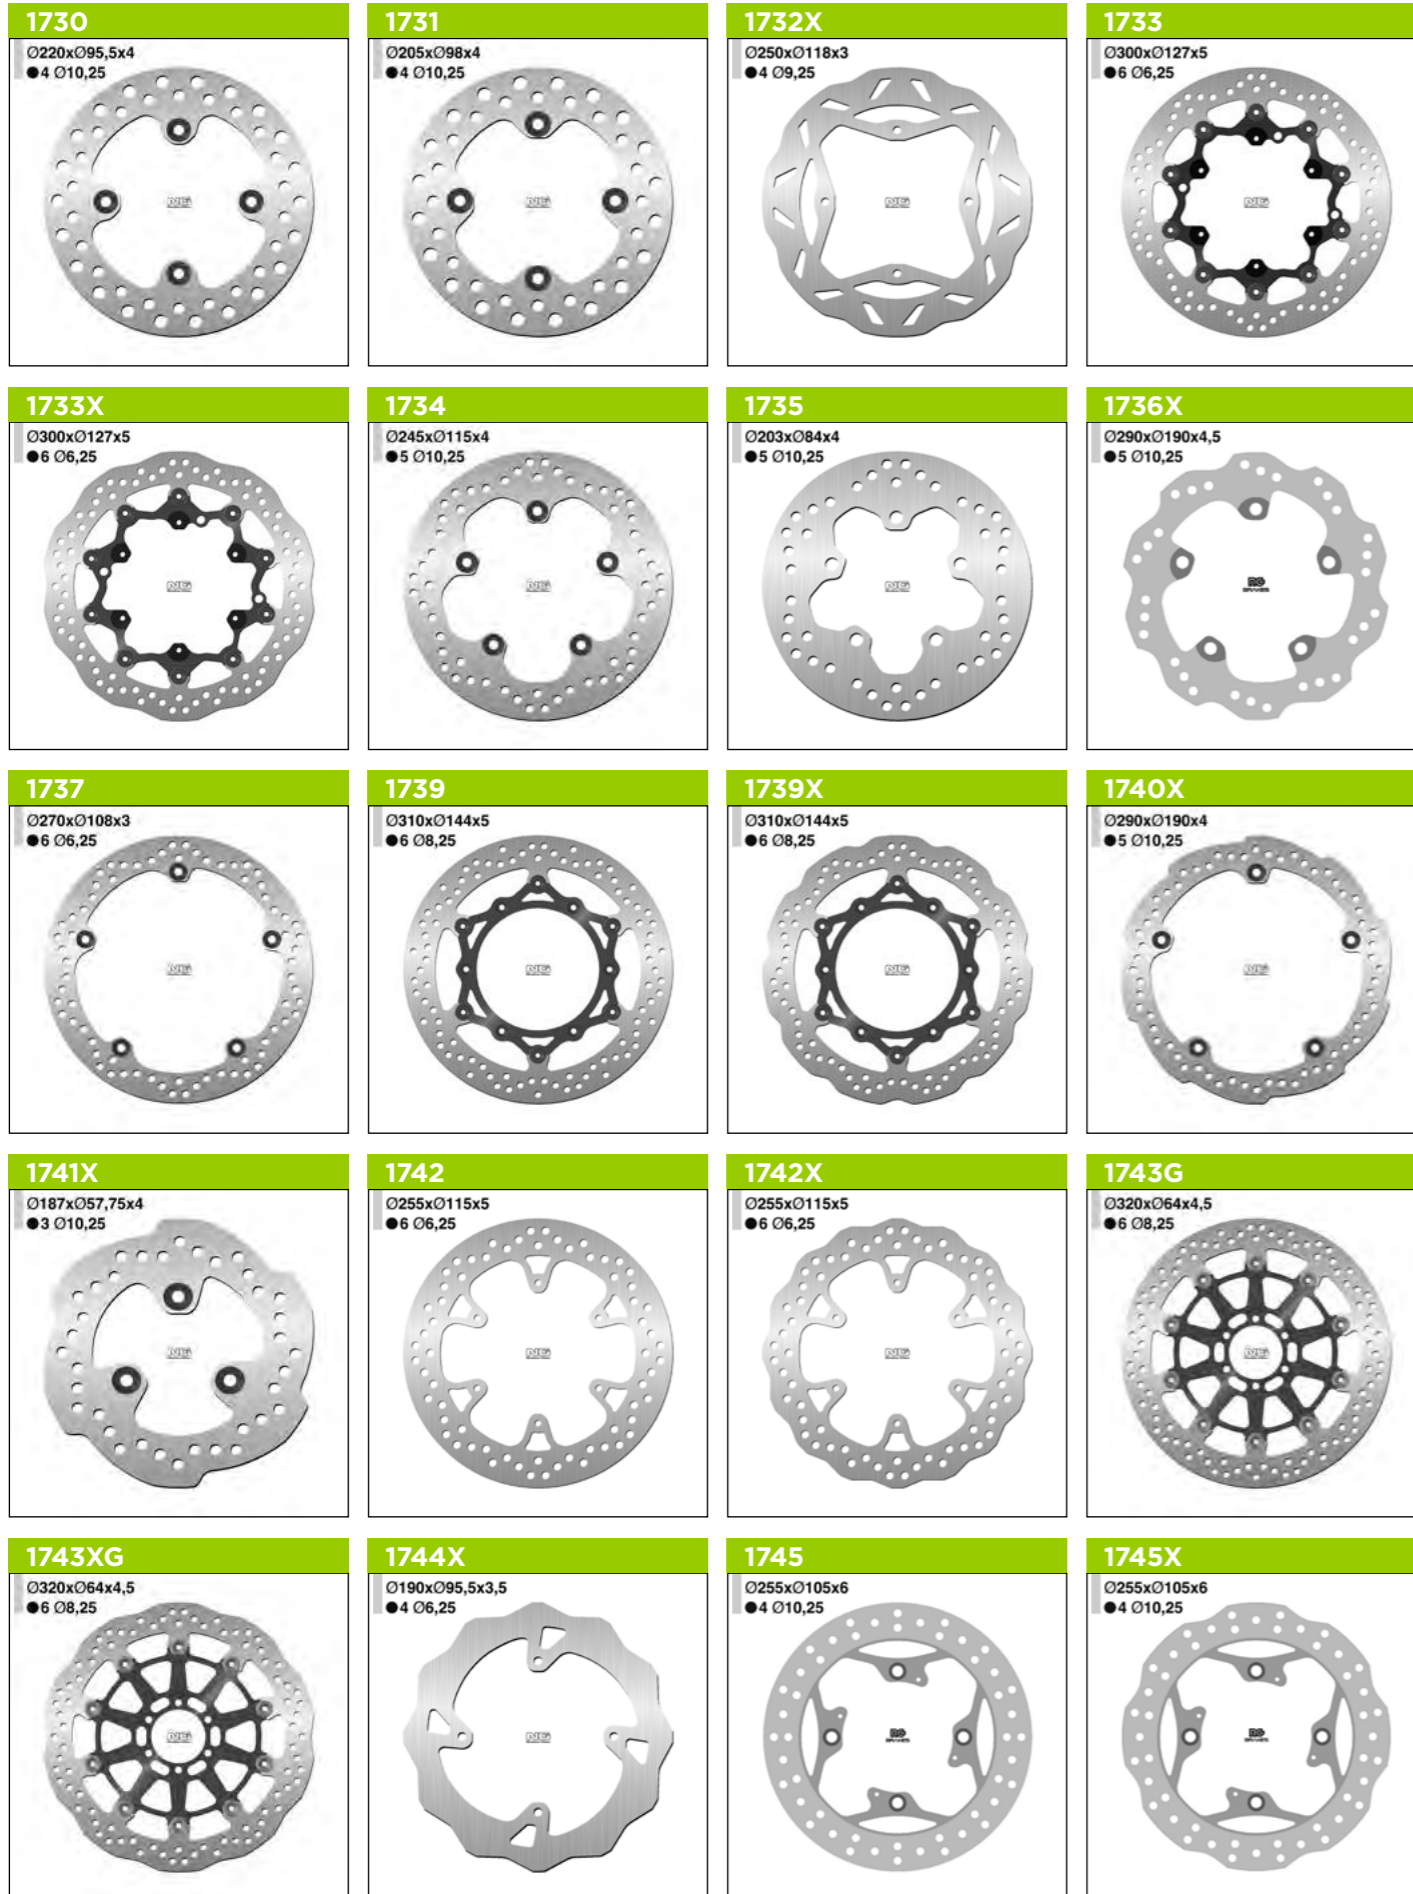 1730
Ø220xØ95,5x4
●4 Ø10,25
1731
Ø205xØ98x4
●4 Ø10,25
1732X
Ø250xØ118x3
●4 Ø9,25
1733
Ø300xØ127x5
●6 Ø6,25
1733X
Ø300xØ127x5
●6 Ø6,25
1734
Ø245xØ115x4
●5 Ø10,25
1735
Ø203xØ84x4
●5 Ø10,25
1736X
Ø290xØ190x4,5
●5 Ø10,25
1737
Ø270xØ108x3
●6 Ø6,25
1739
Ø310xØ144x5
●6 Ø8,25
1739X
Ø310xØ144x5
●6 Ø8,25
1740X
Ø290xØ190x4
●5 Ø10,25
1741X
Ø187xØ57,75x4
●3 Ø10,25
1742
Ø255xØ115x5
●6 Ø6,25
1742X
Ø255xØ115x5
●6 Ø6,25
1743G
Ø320xØ64x4,5
●6 Ø8,25
1743XG
Ø320xØ64x4,5
●6 Ø8,25
1744X
Ø190xØ95,5x3,5
●4 Ø6,25
1745
Ø255xØ105x6
●4 Ø10,25
1745X
Ø255xØ105x6
●4 Ø10,25